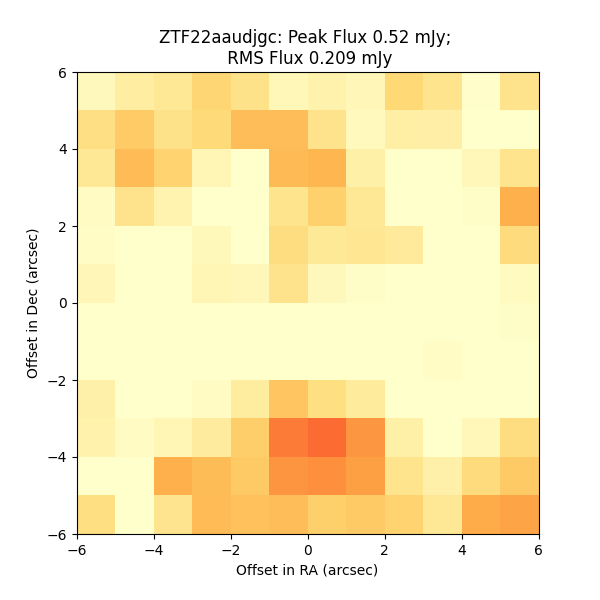 ZTF22aaudjgc: Peak Flux 0.52 mJy;
RMS Flux 0.209 mJy
6
4
2
0
−2
−4
−6
Offset in Dec (arcsec)
−6 −4 −2 0 2 4 6
Offset in RA (arcsec)